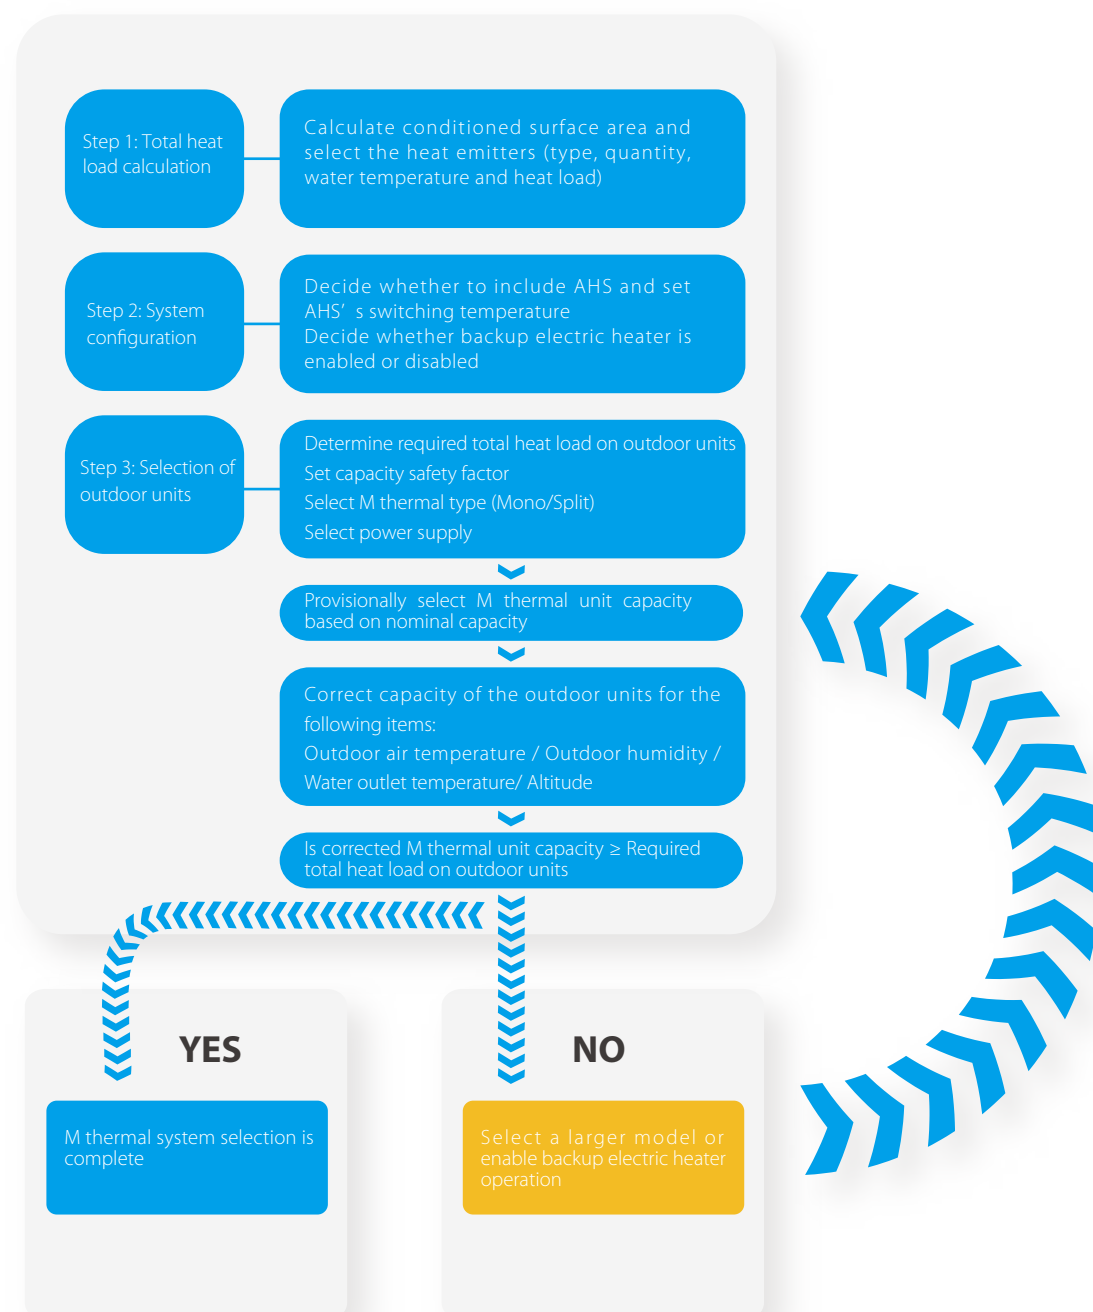 Step 1: Total heat
load calculation
Calculate conditioned surface area and
select the heat emitters (type, quantity,
water temperature and heat load)
Step 2: System
configuration
Decide whether to include AHS and set
AHS’ s switching temperature
Decide whether backup electric heater is
enabled or disabled
Step 3: Selection of
outdoor units
Determine required total heat load on outdoor units
Set capacity safety factor
Select M thermal type (Mono/Split)
Select power supply
Provisionally select M thermal unit capacity
based on nominal capacity
Correct capacity of the outdoor units for the
following items:
Outdoor air temperature / Outdoor humidity /
Water outlet temperature/ Altitude
Is corrected M thermal unit capacity ≥ Required
total heat load on outdoor units
YES
M thermal system selection is
complete
NO
Select a larger model or
enable backup electric heater
operation